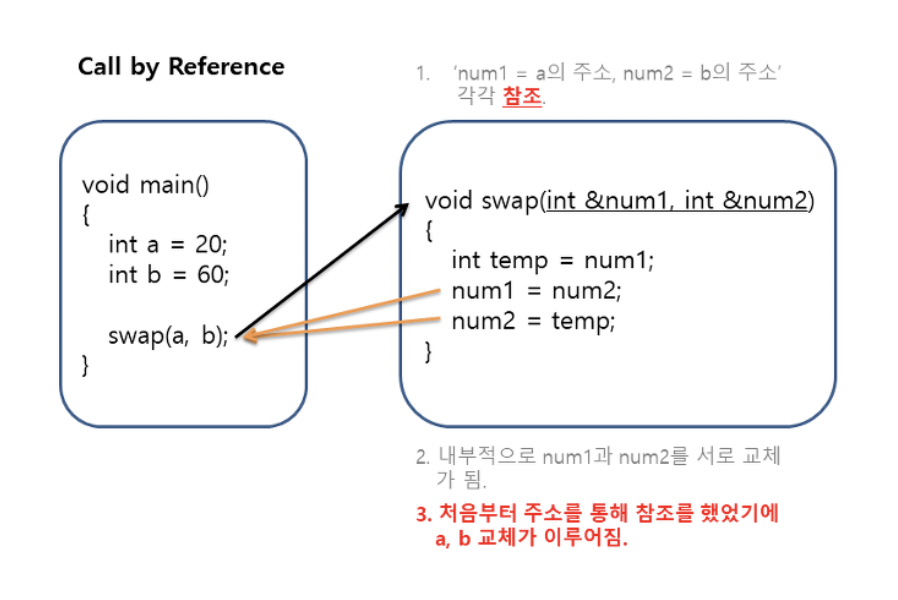 Call by Reference
1. 'num1 = a의 주소, num2 = b의 주소'
각각 참조.
void main()
{
int a = 20;
int b = 60;
swap(a, b);
}
void swap(int &num1, int &num2)
{
int temp = num1;
num1 = num2;
num2 = temp;
}
2. 내부적으로 num1과 num2를 서로 교체
가 됨.
3. 처음부터 주소를 통해 참조를 했었기에
a, b 교체가 이루어짐.